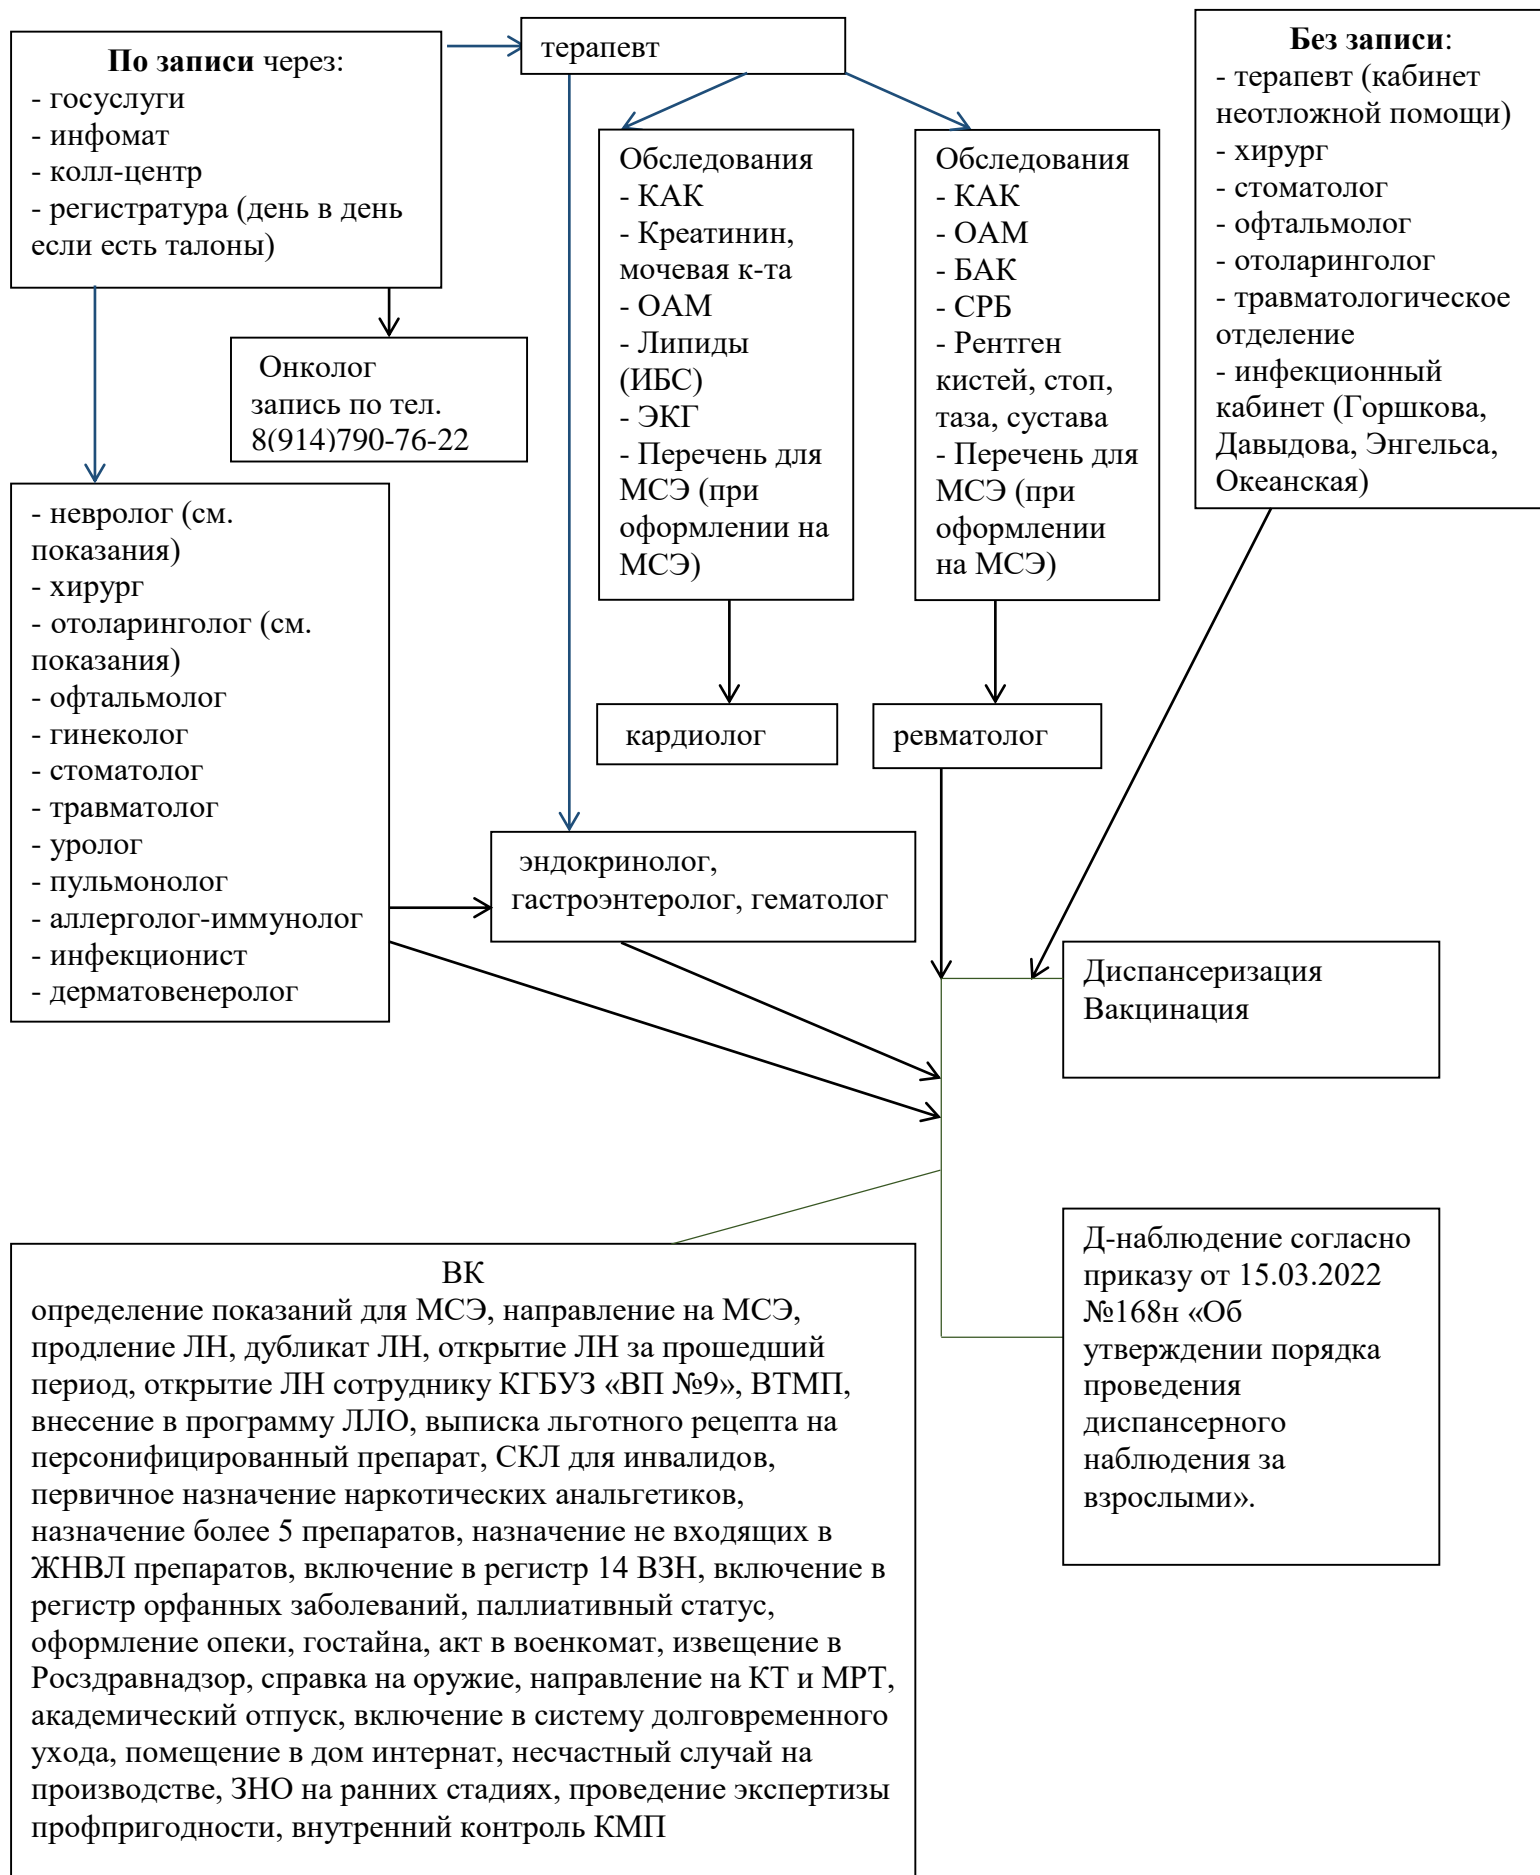 По записи через:
- госуслуги
- инфомат
- колл-центр
- регистратура (день в день
если есть талоны)
терапевт
Без записи:
- терапевт (кабинет
неотложной помощи)
- хирург
- стоматолог
- офтальмолог
- отоларинголог
- травматологическое
отделение
- инфекционный
кабинет (Горшкова,
Давыдова, Энгельса,
Океанская)
Обследования
- КАК
- Креатинин,
мочевая к-та
- ОАМ
- Липиды
(ИБС)
- ЭКГ
- Перечень для
МСЭ (при
оформлении на
МСЭ)
Обследования
- КАК
- ОАМ
- БАК
- СРБ
- Рентген
кистей, стоп,
таза, сустава
- Перечень для
МСЭ (при
оформлении
на МСЭ)
Онколог
запись по тел.
8(914)790-76-22
- невролог (см.
показания)
- хирург
- отоларинголог (см.
показания)
- офтальмолог
- гинеколог
- стоматолог
- травматолог
- уролог
- пульмонолог
- аллерголог-иммунолог
- инфекционист
- дерматовенеролог
кардиолог
ревматолог
эндокринолог,
гастроэнтеролог, гематолог
Диспансеризация
Вакцинация
Д-наблюдение согласно
приказу от 15.03.2022
№168н «Об
утверждении порядка
проведения
диспансерного
наблюдения за
взрослыми».
ВК
определение показаний для МСЭ, направление на МСЭ,
продление ЛН, дубликат ЛН, открытие ЛН за прошедший
период, открытие ЛН сотруднику КГБУЗ «ВП №9», ВТМП,
внесение в программу ЛЛО, выписка льготного рецепта на
персонифицированный препарат, СКЛ для инвалидов,
первичное назначение наркотических анальгетиков,
назначение более 5 препаратов, назначение не входящих в
ЖНВЛ препаратов, включение в регистр 14 ВЗН, включение в
регистр орфанных заболеваний, паллиативный статус,
оформление опеки, гостайна, акт в военкомат, извещение в
Росздравнадзор, справка на оружие, направление на КТ и МРТ,
академический отпуск, включение в систему долговременного
ухода, помещение в дом интернат, несчастный случай на
производстве, ЗНО на ранних стадиях, проведение экспертизы
профпригодности, внутренний контроль КМП